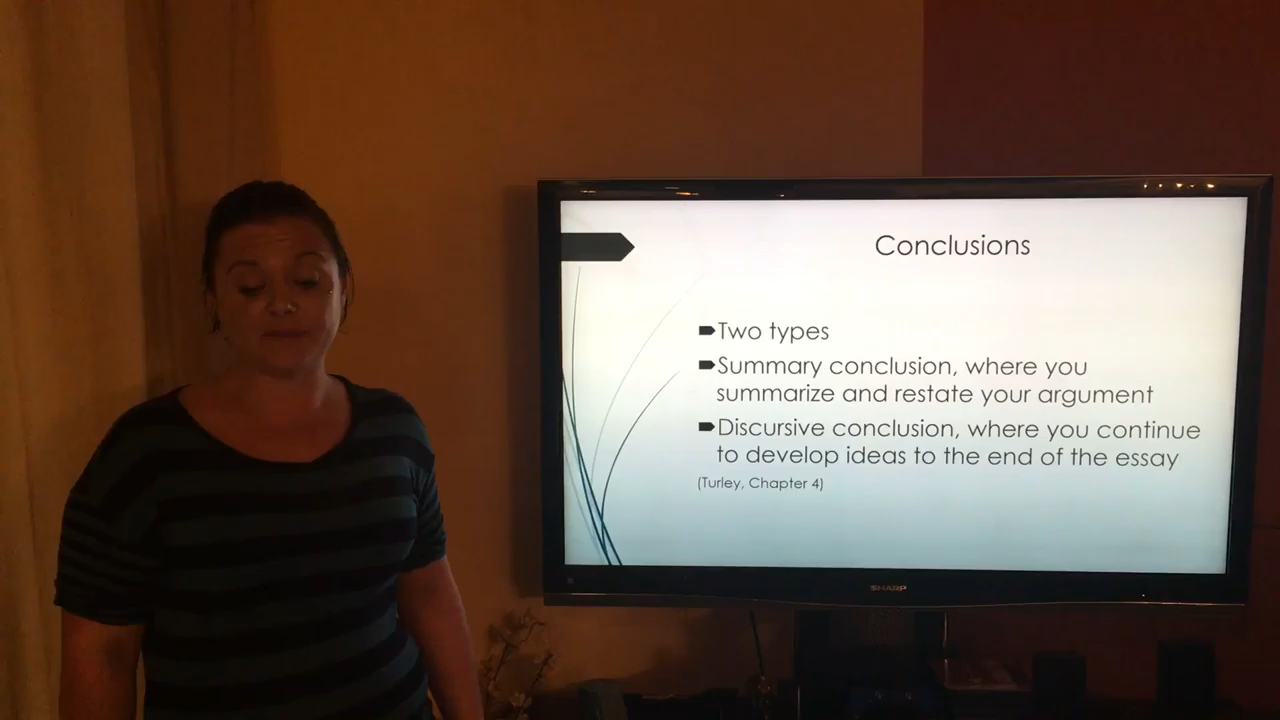 Conclusions
Two types
Summary conclusion, where you
summarize and restate your argument
Discursive conclusion, where you continue
to develop ideas to the end of the essay
(Turley, Chapter 4)
SHARP